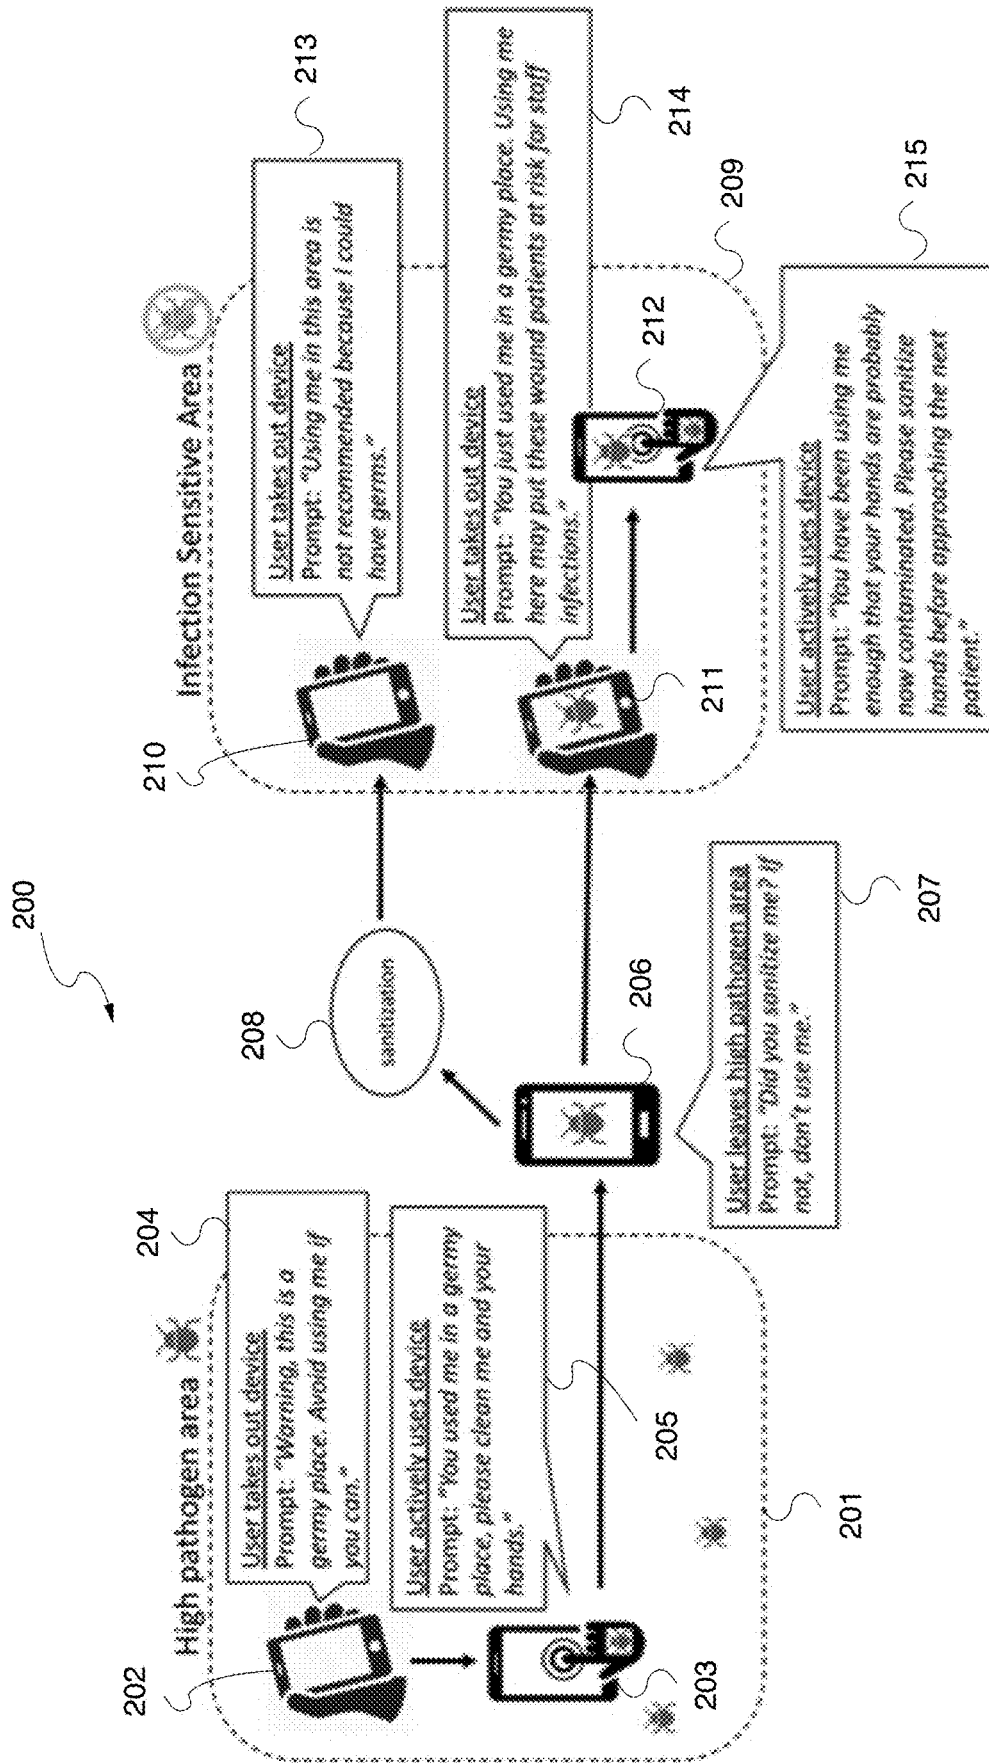 200
High pathogen area
202
User takes out device
Prompt: "Warning, this is a
germy place. Avoid using me if
you can."
204
User actively uses device
Prompt: "You used me in a germy
place, please clean me and your
hands."
205
203
201
206
User leaves high pathogen area
Prompt: "Did you sanitize me? If
not, don't use me."
207
208
sanitization
Infection Sensitive Area
210
User takes out device
Prompt: "Using me in this area is
not recommended because I could
have germs."
213
211
User takes out device
Prompt: "You just used me in a germy place. Using me
here may put these wound patients at risk for staff
infections."
214
212
209
User actively uses device
Prompt: "You have been using me
enough that your hands are probably
now contaminated. Please sanitize
hands before approaching the next
patient."
215